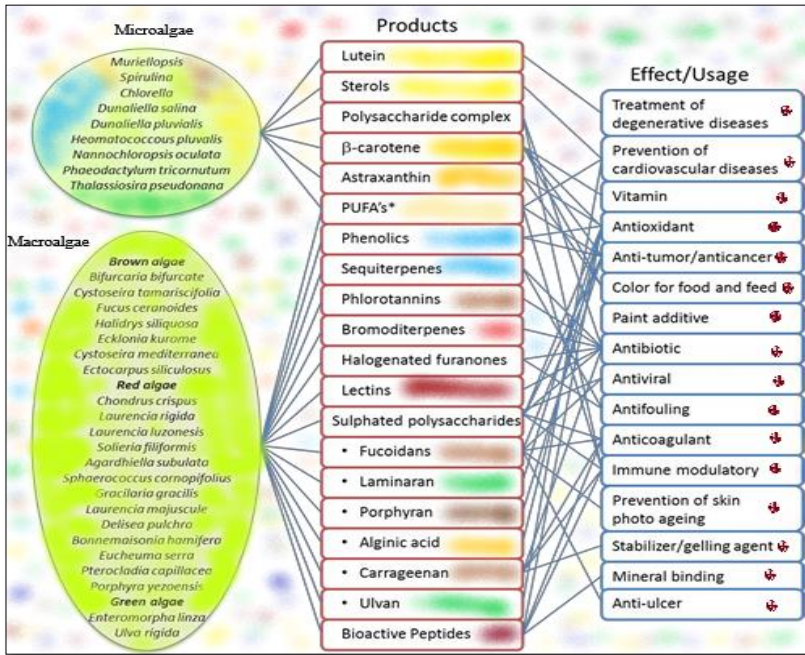 Microalgae
Muriellopsis
Spirulina
Chlorella
Dunaliella salina
Dunaliella pluvialis
Heomatococcous pluvalis
Nannochloropsis oculata
Phaeodactylum tricornutum
Thalassiosira pseudonana
Macroalgae
Brown algae
Bifurcaria bifurcate
Cystoseira tamariscifolia
Fucus ceranoides
Halidrys siliquosa
Ecklonia kurome
Cystoseira mediterranea
Ectocarpus siliculosus
Red algae
Chondrus crispus
Laurencia rigida
Laurencia luzonesis
Solieria filiformis
Agardhiella subulata
Sphaerococcus cornopifolius
Gracilaria gracilis
Laurencia majuscule
Delisea pulchra
Bonnemaisonia hamifera
Eucheuma serra
Pterocladia capillacea
Porphyra yezoensis
Green algae
Enteromorpha linza
Ulva rigida
Products
Lutein
Sterols
Polysaccharide complex
β-carotene
Astraxanthin
PUFA's*
Phenolics
Sequiterpenes
Phlorotannins
Bromoditerpenes
Halogenated furanones
Lectins
Sulphated polysaccharides
• Fucoidans
• Laminaran
• Porphyran
• Alginic acid
• Carrageenan
• Ulvan
Bioactive Peptides
Effect/Usage
Treatment of
degenerative diseases
Prevention of
cardiovascular diseases
Vitamin
Antioxidant
Anti-tumor/anticancer
Color for food and feed
Paint additive
Antibiotic
Antiviral
Antifouling
Anticoagulant
Immune modulatory
Prevention of skin
photo ageing
Stabilizer/gelling agent
Mineral binding
Anti-ulcer